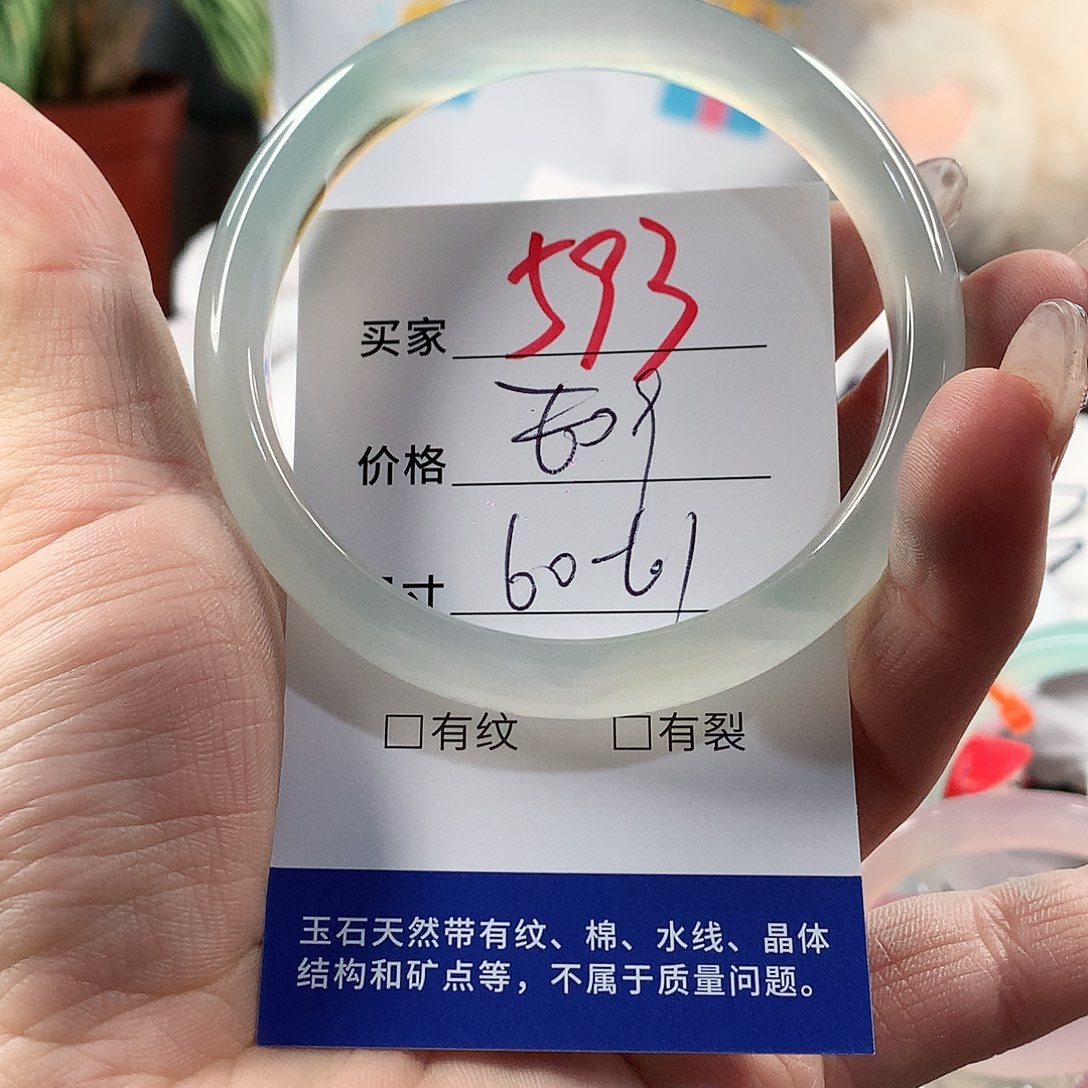 买家 593
价格
寸 60-61
□有纹 □有裂
玉石天然带有纹、棉、水线、晶体
结构和矿点等，不属于质量问题。